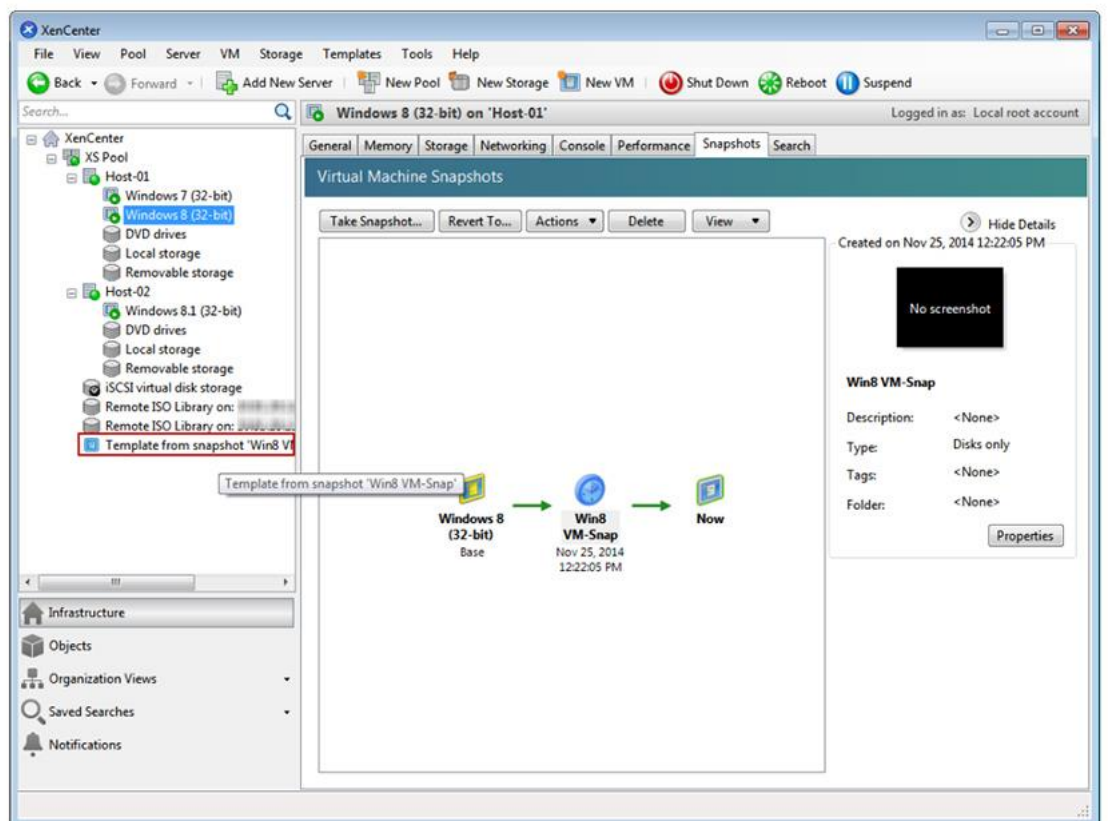 XenCenter
File View Pool Server VM Storage Templates Tools Help
Back Forward Add New Server New Pool New Storage New VM Shut Down Reboot Suspend
Search...
Windows 8 (32-bit) on 'Host-01'
Logged in as: Local root account
XenCenter
XS Pool
Host-01
Windows 7 (32-bit)
Windows 8 (32-bit)
DVD drives
Local storage
Removable storage
Host-02
Windows 8.1 (32-bit)
DVD drives
Local storage
Removable storage
iSCSI virtual disk storage
Remote ISO Library on:
Remote ISO Library on:
Template from snapshot 'Win8 VM
Infrastructure
Objects
Organization Views
Saved Searches
Notifications
General Memory Storage Networking Console Performance Snapshots Search
Virtual Machine Snapshots
Take Snapshot... Revert To... Actions Delete View
Hide Details
Template from snapshot 'Win8 VM-Snap'
Windows 8
(32-bit)
Base
Win8
VM-Snap
Nov 25, 2014
12:22:05 PM
Now
Created on Nov 25, 2014 12:22:05 PM
No screenshot
Win8 VM-Snap
Description: <None>
Type: Disks only
Tags: <None>
Folder: <None>
Properties